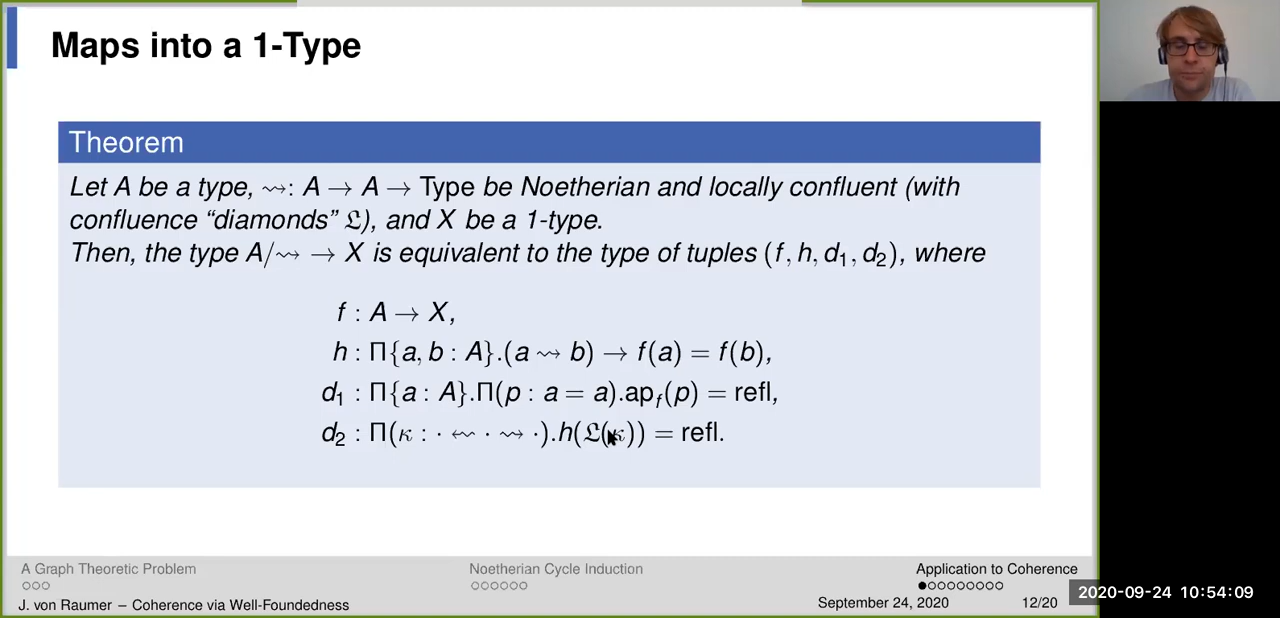 Maps into a 1-Type
Theorem
Let A be a type, ⇝: A → A → Type be Noetherian and locally confluent (with
confluence “diamonds” 𝔏), and X be a 1-type.
Then, the type A/⇝ → X is equivalent to the type of tuples (f, h, d₁, d₂), where
f : A → X,
h : Π{a, b : A}.(a ⇝ b) → f(a) = f(b),
d₁ : Π{a : A}.Π(p : a = a).ap_f(p) = refl,
d₂ : Π(κ : · ⇜ · ⇝ ·).h(𝔏(κ)) = refl.
A Graph Theoretic Problem
Noetherian Cycle Induction
Application to Coherence
J. von Raumer – Coherence via Well-Foundedness
September 24, 2020
12/20
2020-09-24 10:54:09